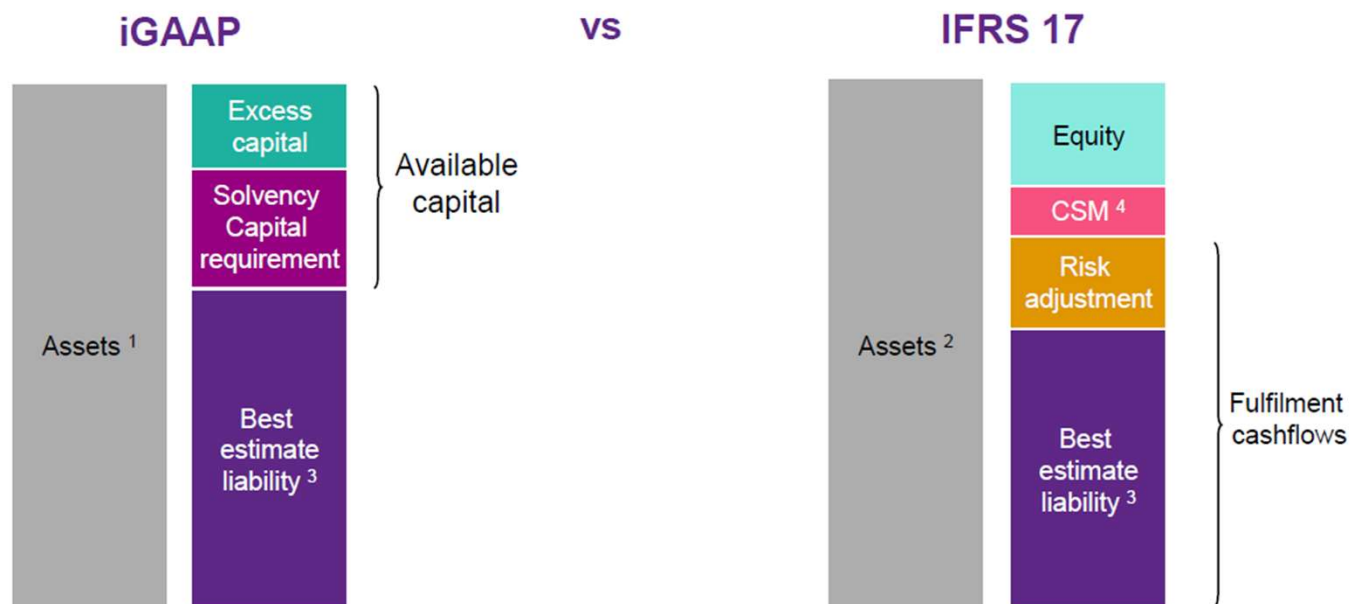 iGAAP
vs
IFRS 17
Assets 1
Excess
capital
Solvency
Capital
requirement
Best
estimate
liability 3
Available
capital
Assets 2
Equity
CSM 4
Risk
adjustment
Best
estimate
liability 3
Fulfilment
cashflows